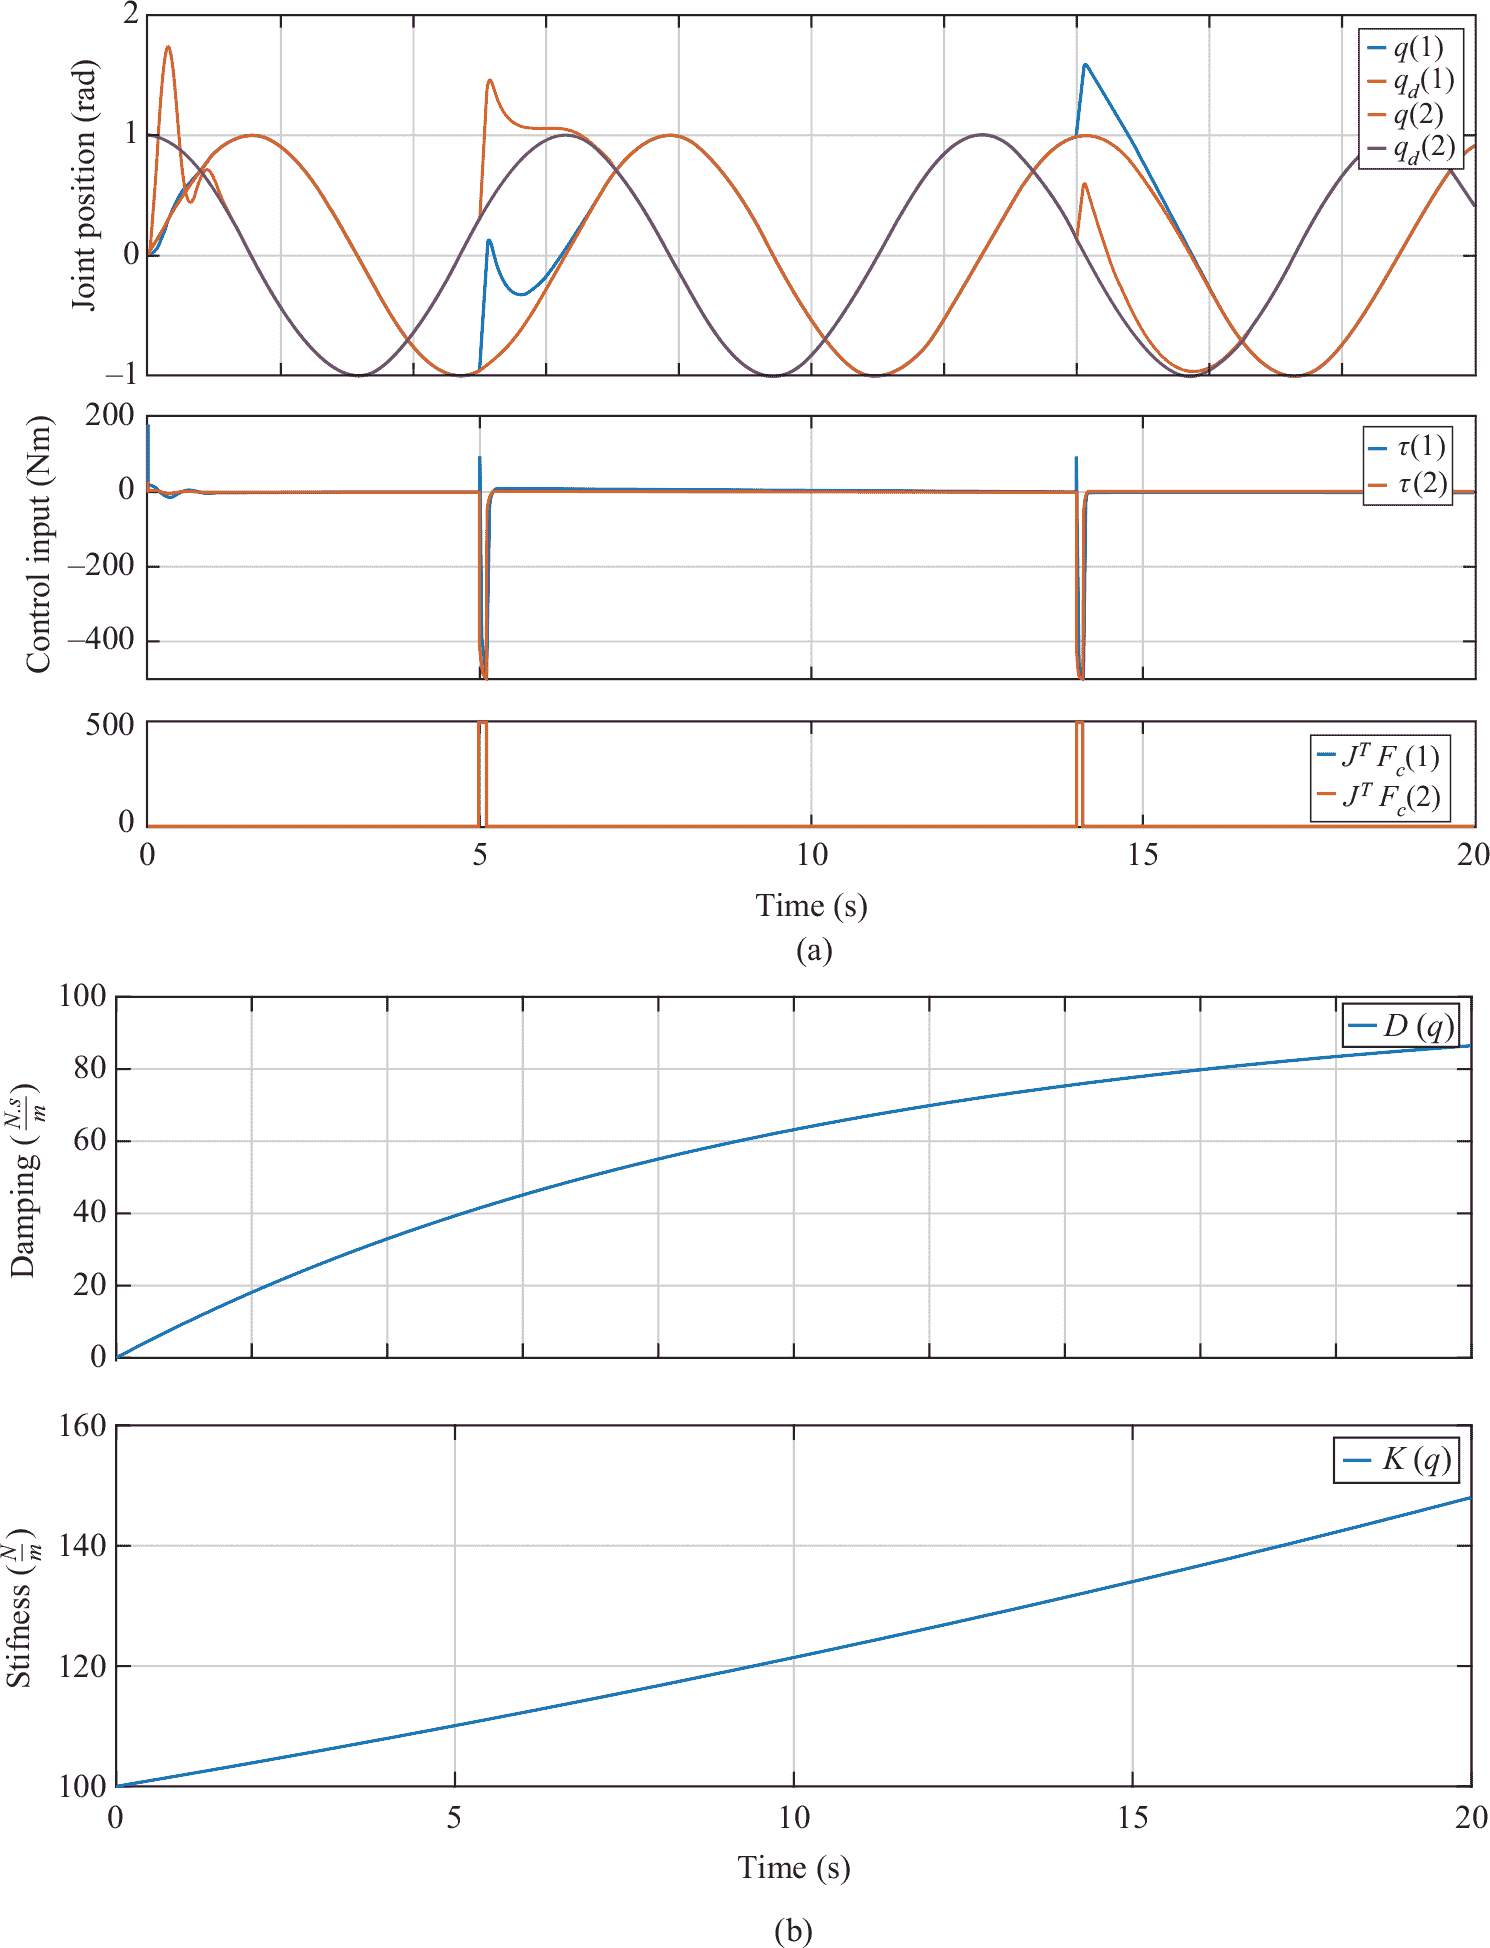 2
1
0
−1
Joint position (rad)
q(1)
q_d(1)
q(2)
q_d(2)
200
0
−200
−400
Control input (Nm)
τ(1)
τ(2)
500
0
J^T F_c(1)
J^T F_c(2)
0 5 10 15 20
Time (s)
(a)
100
80
60
40
20
0
Damping (N.s/m)
D (q)
160
140
120
100
Stifness (N/m)
K (q)
0 5 10 15 20
Time (s)
(b)